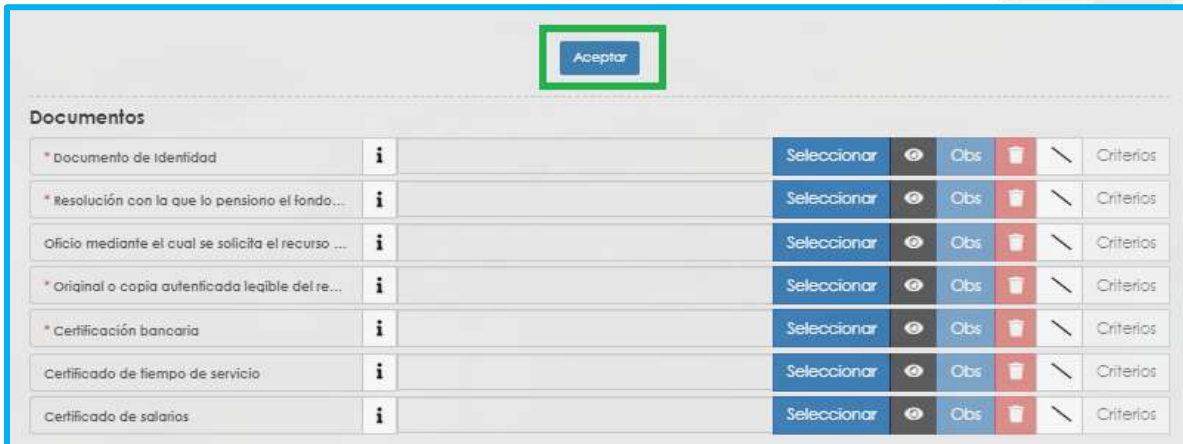 Aceptar
Documentos
* Documento de Identidad i Seleccionar Obs Criterios
* Resolución con la que lo pensiono el fondo... i Seleccionar Obs Criterios
Oficio mediante el cual se solicita el recurso ... i Seleccionar Obs Criterios
* Original o copia autenticada legible del re... i Seleccionar Obs Criterios
* Certificación bancaria i Seleccionar Obs Criterios
Certificado de tiempo de servicio i Seleccionar Obs Criterios
Certificado de salarios i Seleccionar Obs Criterios